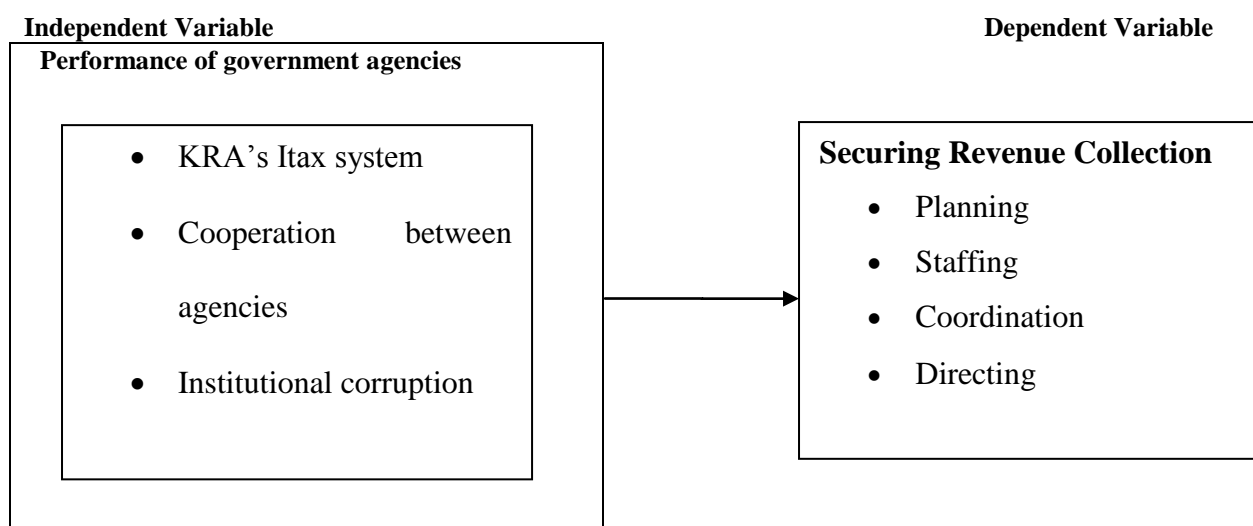 Independent Variable Dependent Variable
Performance of government agencies
• KRA’s Itax system
• Cooperation between
agencies
• Institutional corruption
Securing Revenue Collection
• Planning
• Staffing
• Coordination
• Directing